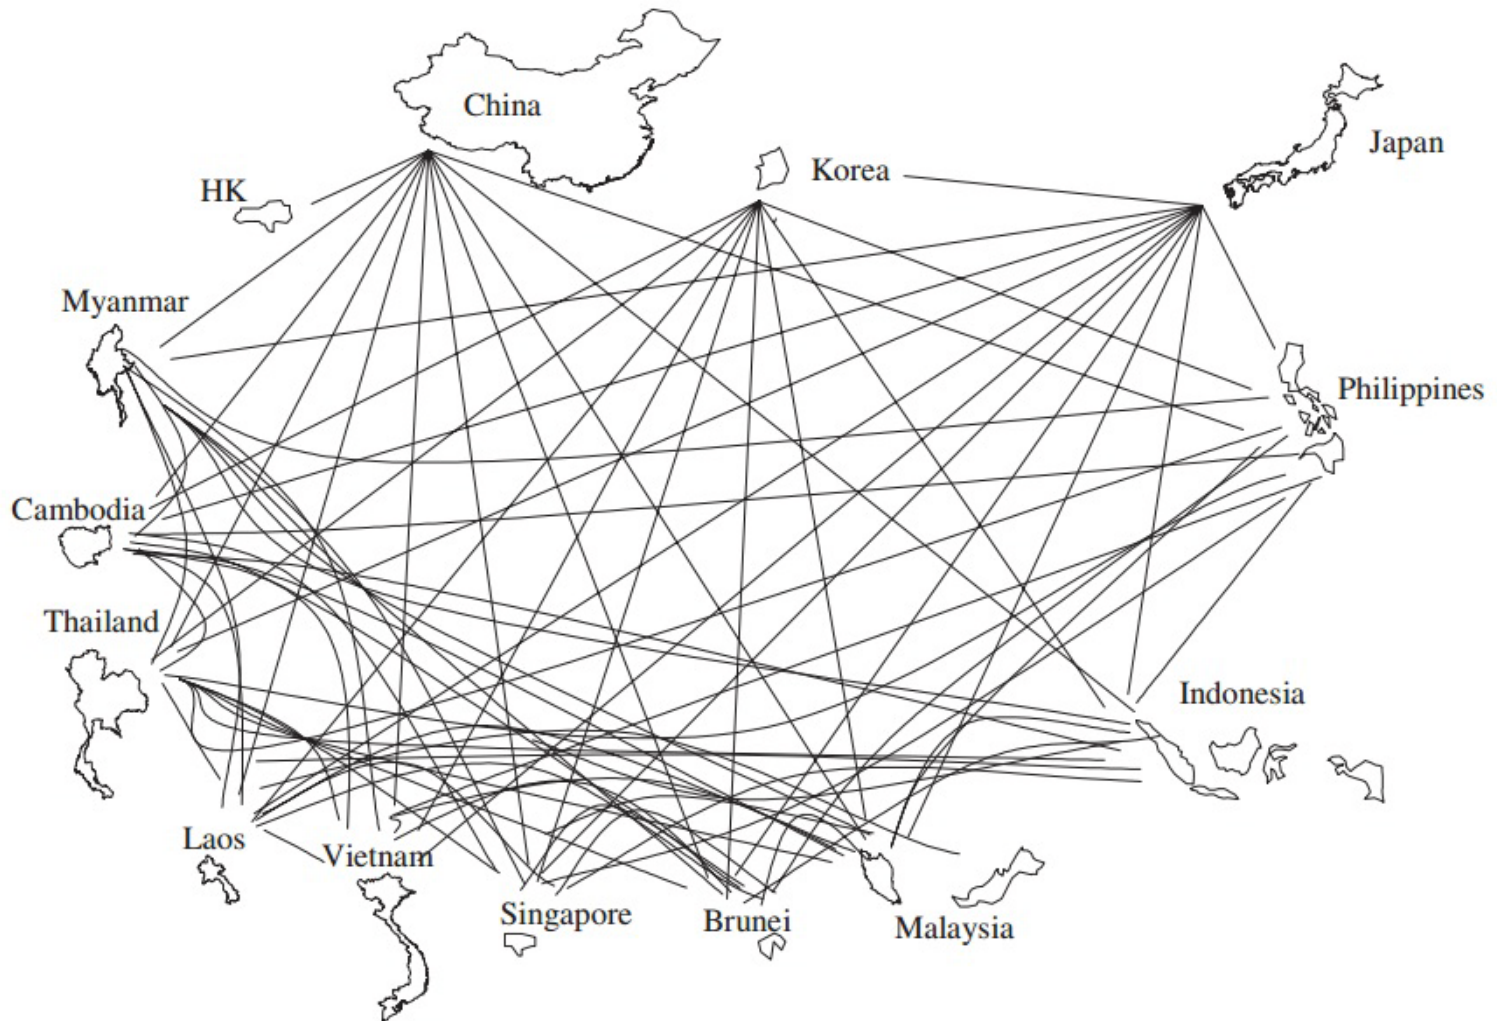 China
Korea
Japan
HK
Myanmar
Philippines
Cambodia
Thailand
Indonesia
Laos
Vietnam
Singapore
Brunei
Malaysia